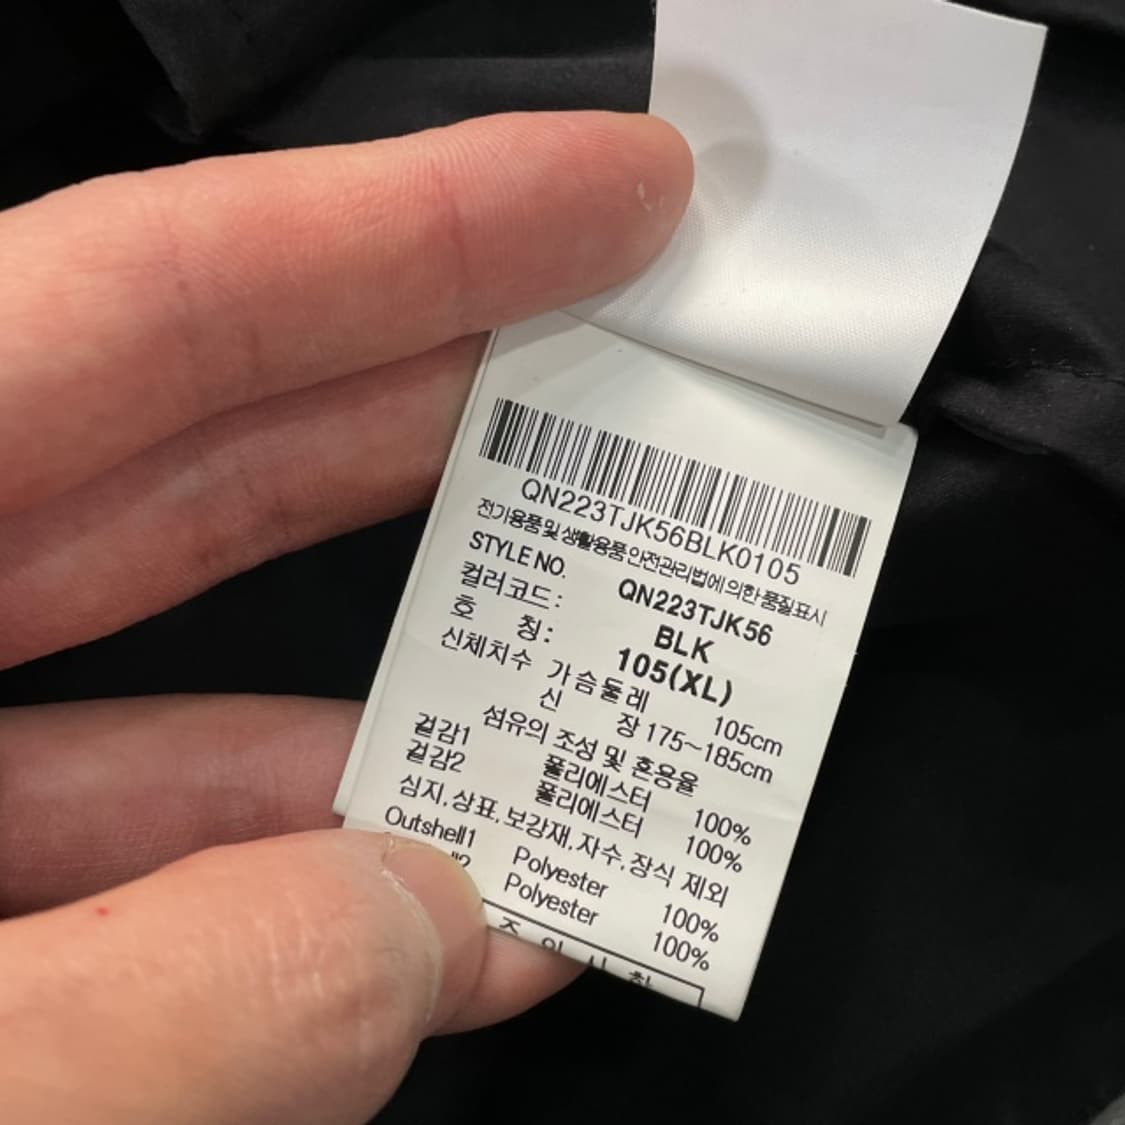 QN223TJK56BLK0105
전기용품 및 생활용품 안전관리법에 의한 품질표시
STYLE NO. QN223TJK56
컬러코드: BLK
호 칭: 105(XL)
신체치수 가슴둘레 105cm
신 장 175~185cm
섬유의 조성 및 혼용율
겉감1 폴리에스터 100%
겉감2 폴리에스터 100%
심지,상표,보강재,자수,장식 제외
Outshell1 Polyester 100%
Polyester 100%
주 의 사 항